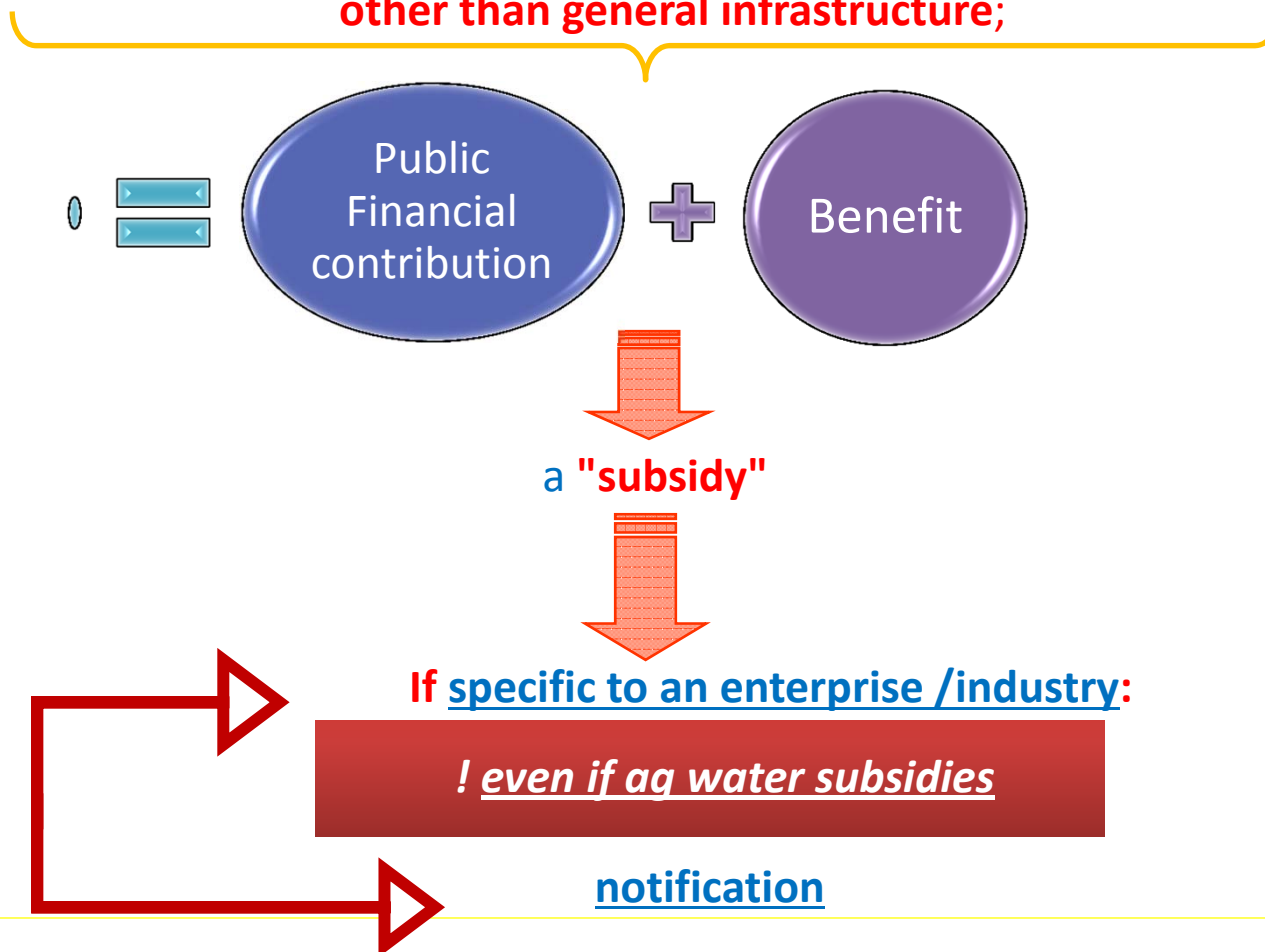 other than general infrastructure;
Public
Financial
contribution
Benefit
a "subsidy"
If specific to an enterprise /industry:
! even if ag water subsidies
notification